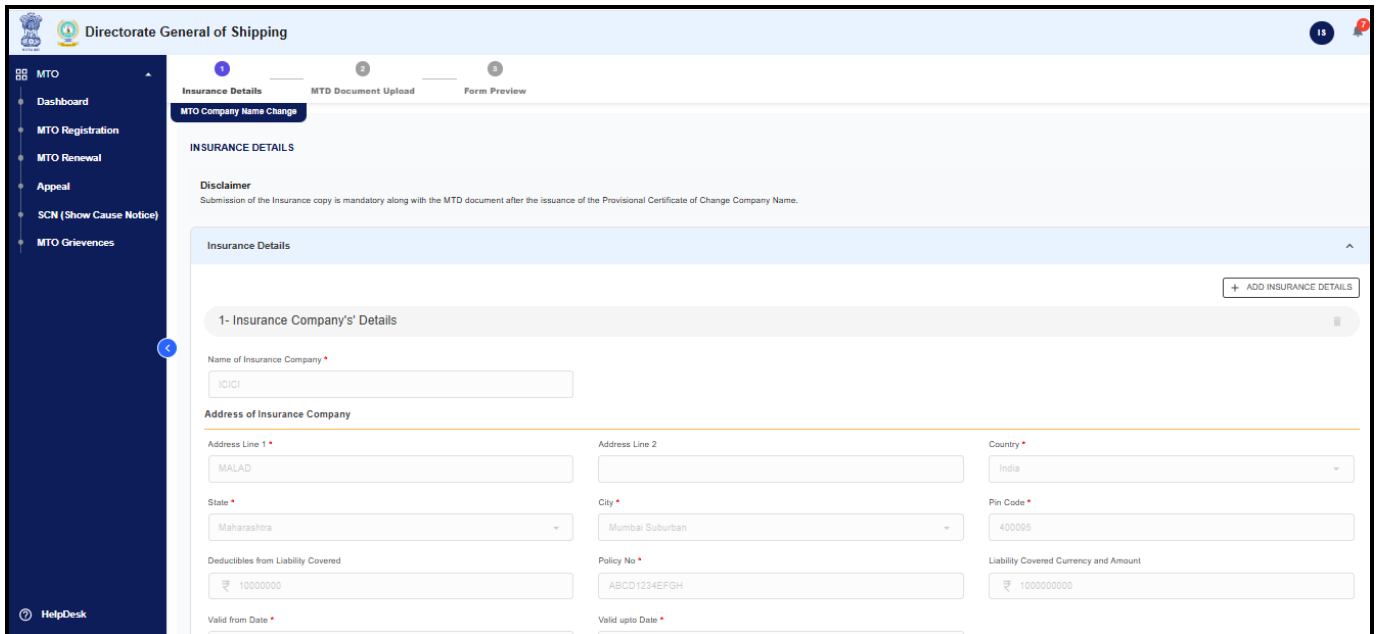 Directorate General of Shipping
IS
7
MTO
Dashboard
MTO Registration
MTO Renewal
Appeal
SCN (Show Cause Notice)
MTO Grievences
HelpDesk
1
2
3
Insurance Details
MTD Document Upload
Form Preview
MTO Company Name Change
INSURANCE DETAILS
Disclaimer
Submission of the Insurance copy is mandatory along with the MTD document after the issuance of the Provisional Certificate of Change Company Name.
Insurance Details
+ ADD INSURANCE DETAILS
1- Insurance Company's' Details
Name of Insurance Company *
ICICI
Address of Insurance Company
Address Line 1 *
Address Line 2
Country *
MALAD
India
State *
City *
Pin Code *
Maharashtra
Mumbai Suburban
400095
Deductibles from Liability Covered
Policy No *
Liability Covered Currency and Amount
₹ 10000000
ABCD1234EFGH
₹ 1000000000
Valid from Date *
Valid upto Date *